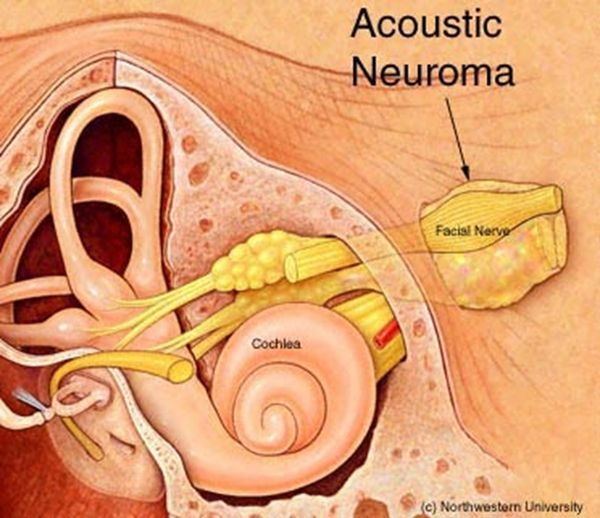 Acoustic
Neuroma
Facial Nerve
Cochlea
(c) Northwestern University